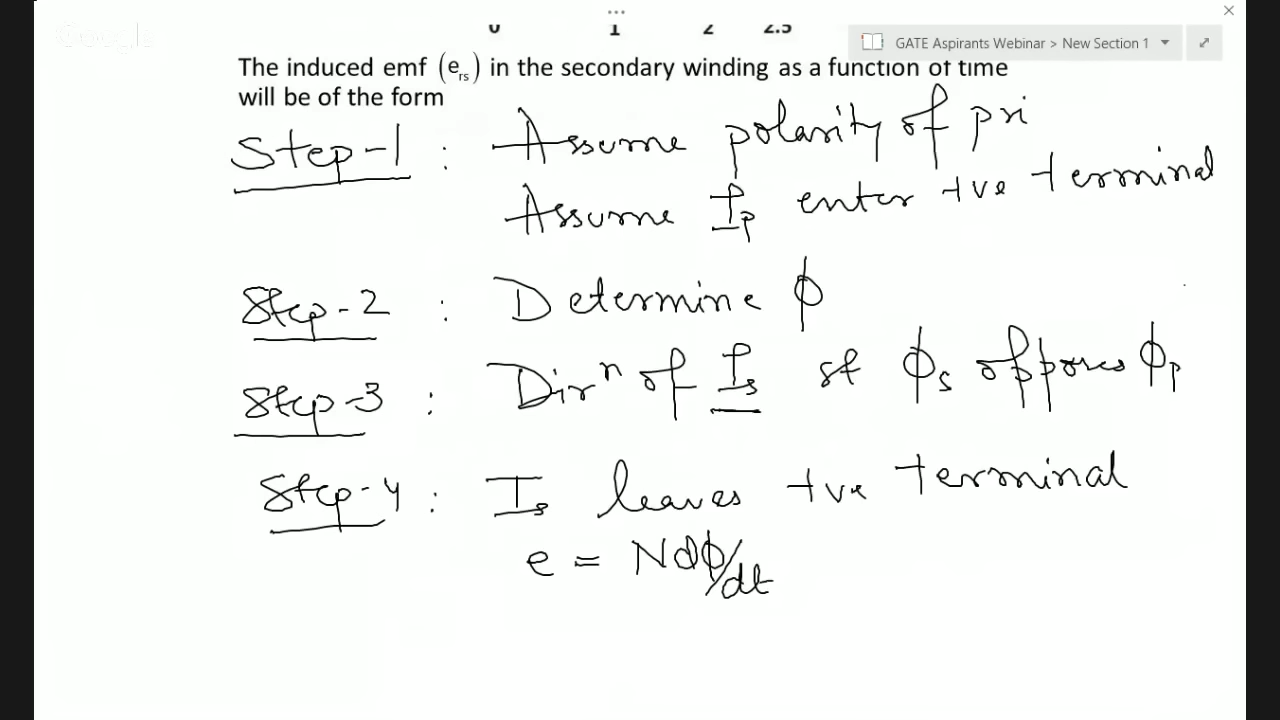 Google
0 1 2 2.5
GATE Aspirants Webinar > New Section 1
The induced emf (e_rs) in the secondary winding as a function of time
will be of the form
Step-1 : Assume polarity of pri
Assume I_p enter +ve terminal
Step-2 : Determine ϕ
Step-3 : Dirⁿ of I_s st ϕ_s opposes ϕ_p
Step-4 : I_s leaves +ve terminal
e = Ndϕ/dt